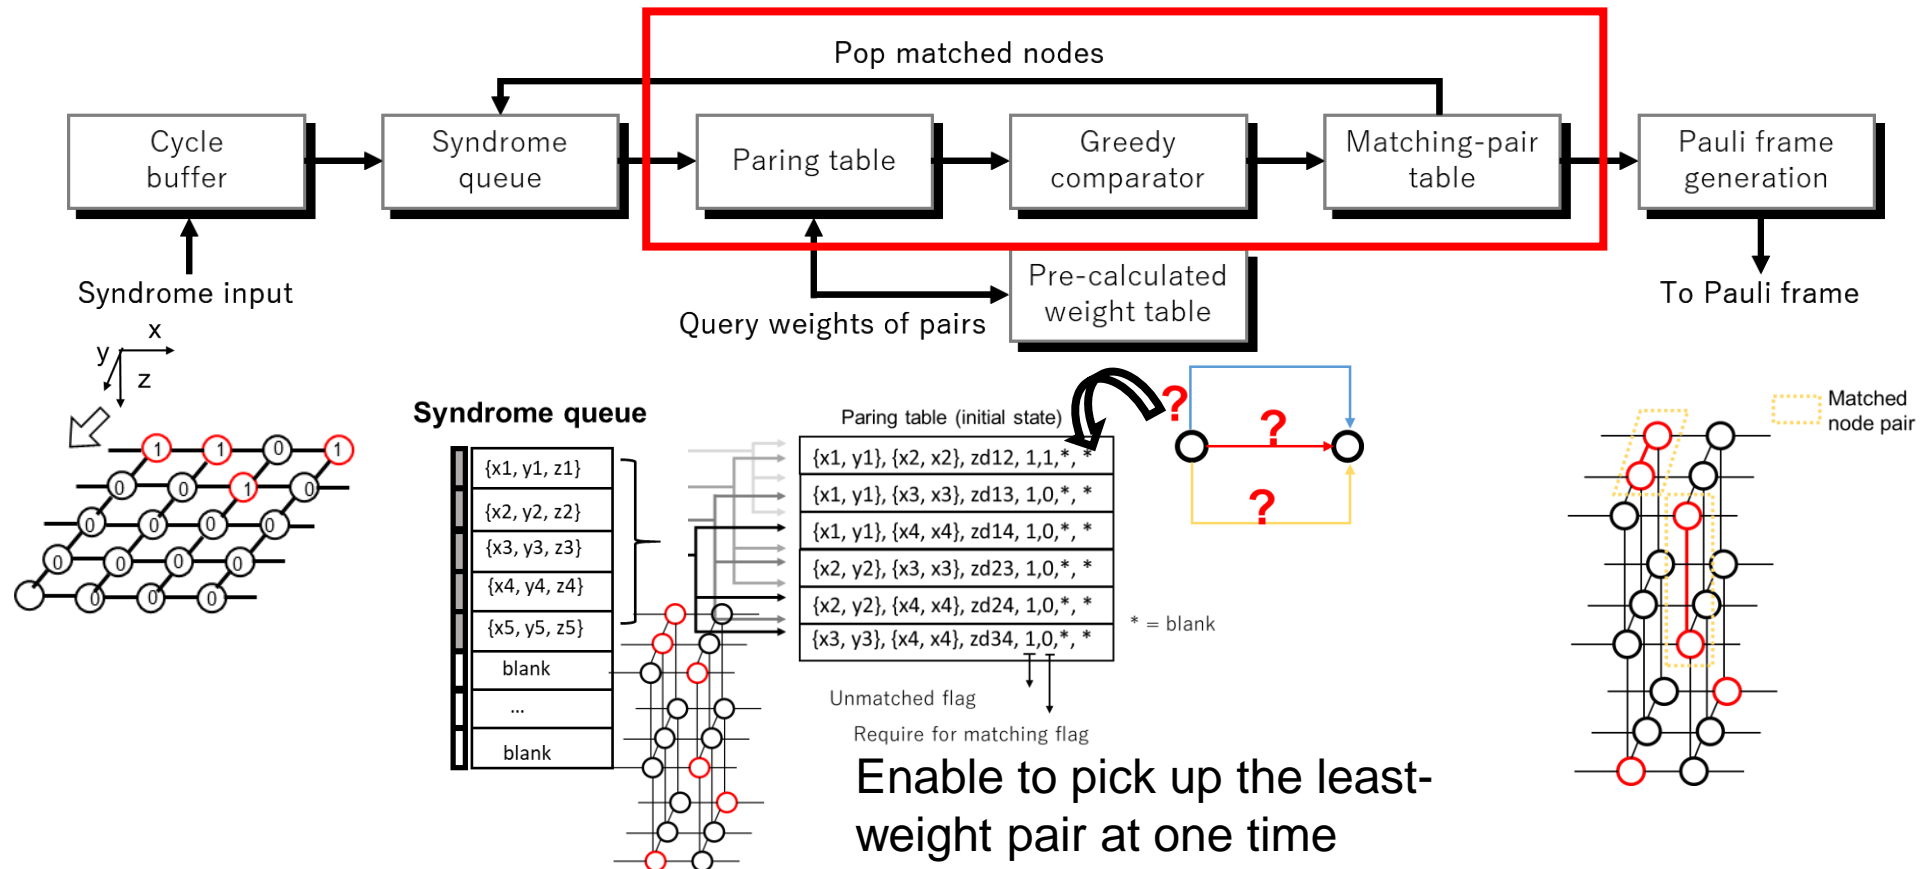 Pop matched nodes
Cycle
buffer
Syndrome
queue
Paring table
Greedy
comparator
Matching-pair
table
Pauli frame
generation
Syndrome input
Query weights of pairs
Pre-calculated
weight table
To Pauli frame
x
y
z
1 1 0 1
0 0 1 0
0 0 0 0
0 0 0 0
0 0 0
Syndrome queue
{x1, y1, z1}
{x2, y2, z2}
{x3, y3, z3}
{x4, y4, z4}
{x5, y5, z5}
blank
...
blank
Paring table (initial state)
{x1, y1}, {x2, x2}, zd12, 1,1,*, *
{x1, y1}, {x3, x3}, zd13, 1,0,*, *
{x1, y1}, {x4, x4}, zd14, 1,0,*, *
{x2, y2}, {x3, x3}, zd23, 1,0,*, *
{x2, y2}, {x4, x4}, zd24, 1,0,*, *
{x3, y3}, {x4, x4}, zd34, 1,0,*, *
* = blank
Unmatched flag
Require for matching flag
?
?
?
Matched
node pair
Enable to pick up the least-
weight pair at one time